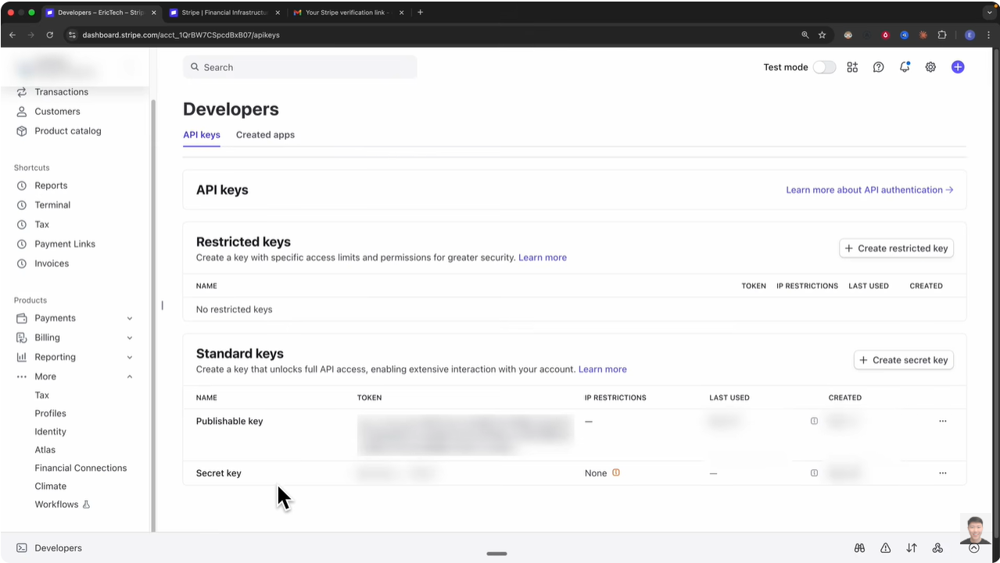 Developers – EricTech – Strip
Stripe | Financial Infrastructu
Your Stripe verification link -
dashboard.stripe.com/acct_1QrBW7CSpcdBxB07/apikeys
E
Search
Test mode
Transactions
Customers
Product catalog
Shortcuts
Reports
Terminal
Tax
Payment Links
Invoices
Products
Payments
Billing
Reporting
More
Tax
Profiles
Identity
Atlas
Financial Connections
Climate
Workflows
Developers
API keys Created apps
API keys
Learn more about API authentication →
Restricted keys
Create a key with specific access limits and permissions for greater security. Learn more
+ Create restricted key
NAME TOKEN IP RESTRICTIONS LAST USED CREATED
No restricted keys
Standard keys
Create a key that unlocks full API access, enabling extensive interaction with your account. Learn more
+ Create secret key
NAME TOKEN IP RESTRICTIONS LAST USED CREATED
Publishable key —
Secret key None —
Developers